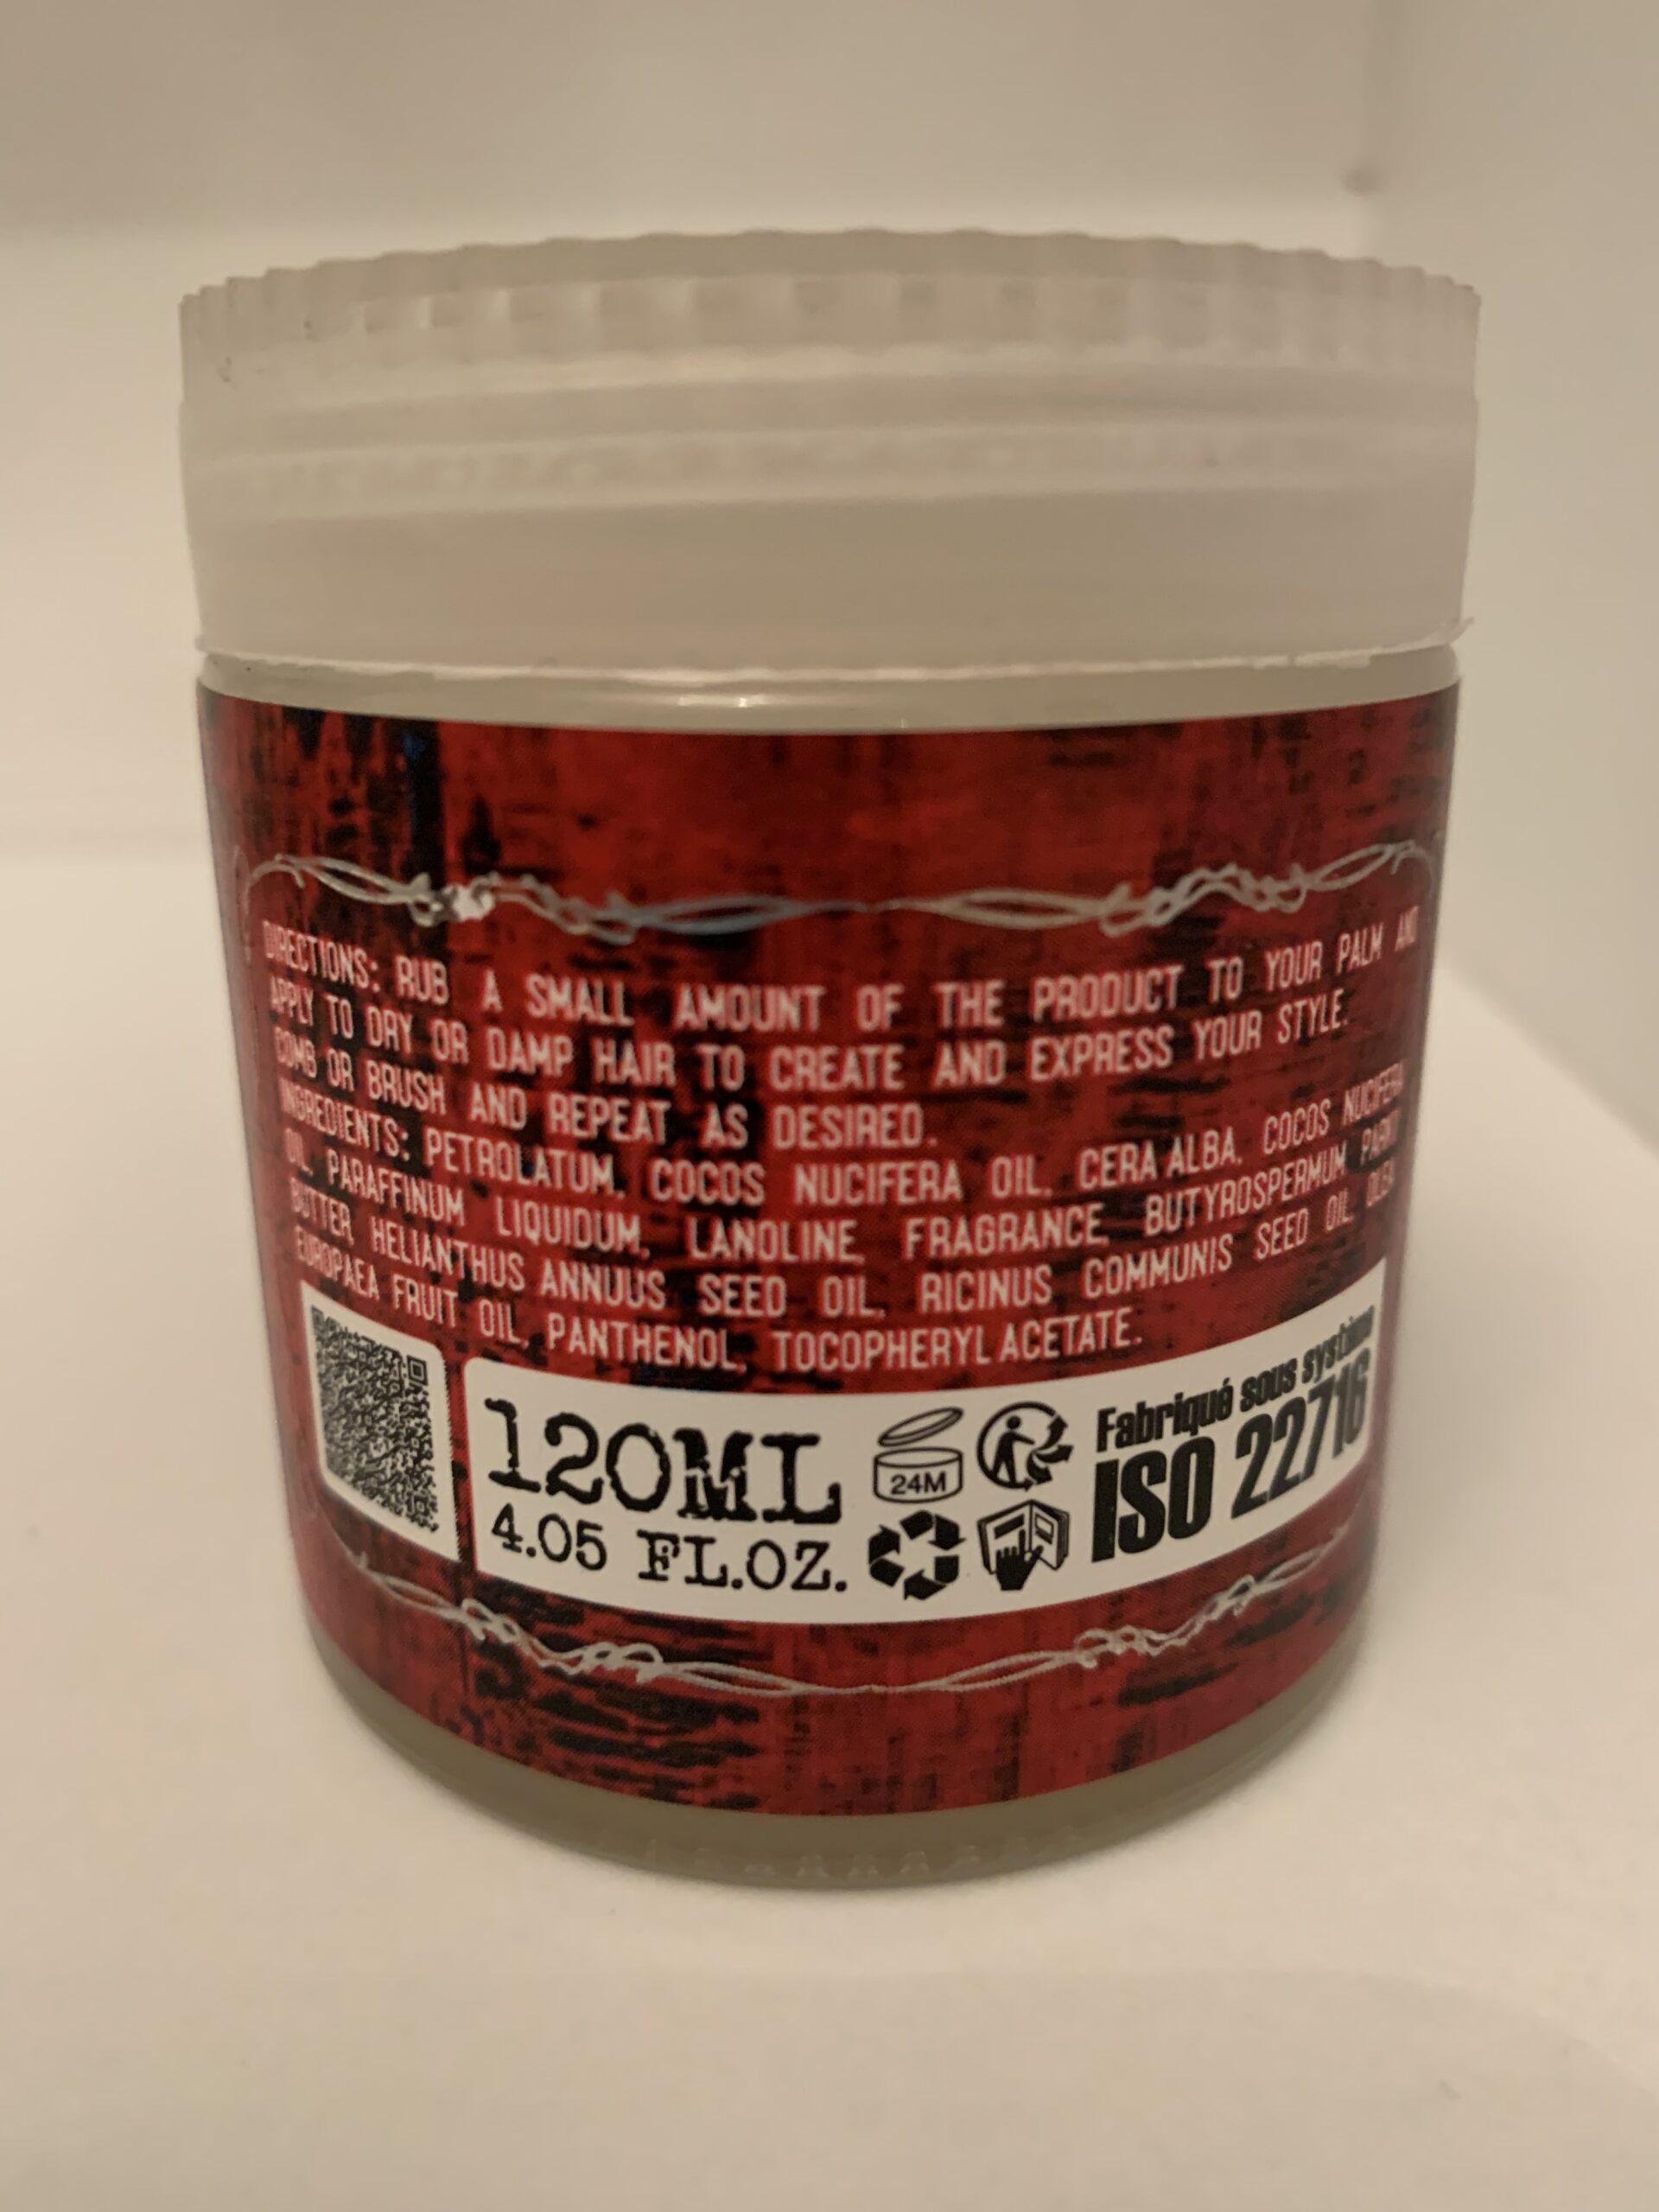 DIRECTIONS: RUB A SMALL AMOUNT OF THE PRODUCT TO YOUR PALM AND
APPLY TO DRY OR DAMP HAIR TO CREATE AND EXPRESS YOUR STYLE.
COMB OR BRUSH AND REPEAT AS DESIRED.
INGREDIENTS: PETROLATUM, COCOS NUCIFERA OIL, CERA ALBA, COCOS NUCIFERA
OIL PARAFFINUM LIQUIDUM, LANOLINE, FRAGRANCE, BUTYROSPERMUM PARKII
BUTTER, HELIANTHUS ANNUUS SEED OIL, RICINUS COMMUNIS SEED OIL, OLEA
EUROPAEA FRUIT OIL, PANTHENOL, TOCOPHERYL ACETATE.
120ML
4.05 FL.OZ.
24M
Fabriqué sous système
ISO 22716